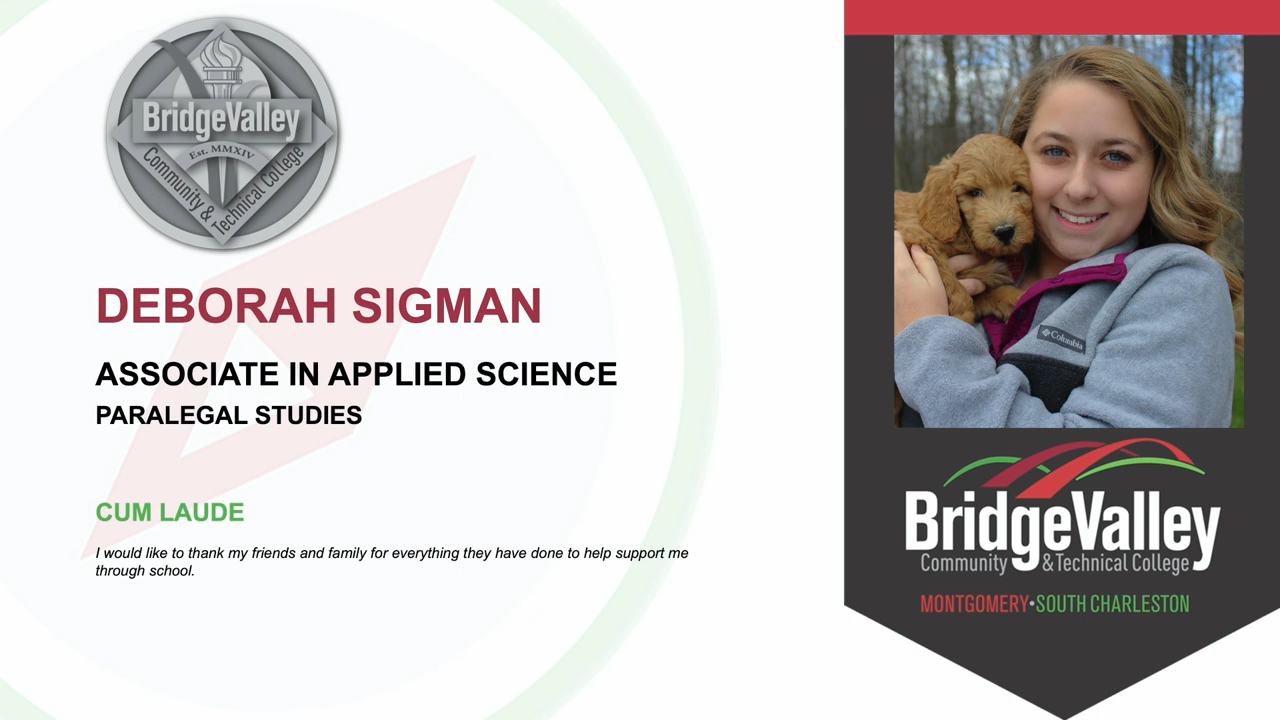 BridgeValley
Est. MMXIV
Community & Technical College
DEBORAH SIGMAN
ASSOCIATE IN APPLIED SCIENCE
PARALEGAL STUDIES
CUM LAUDE
I would like to thank my friends and family for everything they have done to help support me
through school.
Columbia
BridgeValley
Community & Technical College
MONTGOMERY•SOUTH CHARLESTON